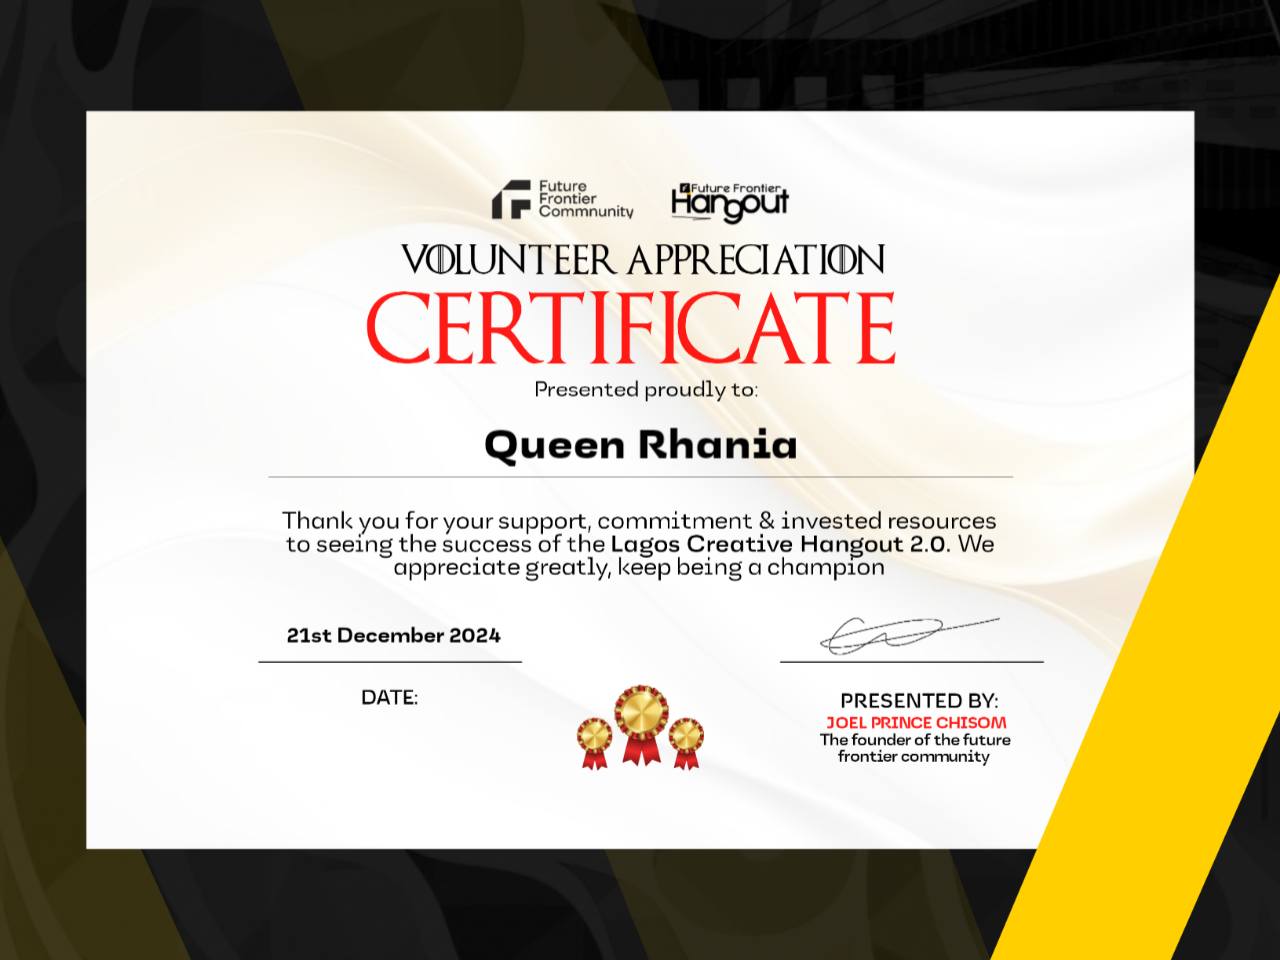 Future
Frontier
Commnunity
Future Frontier
Hangout
VOLUNTEER APPRECIATION
CERTIFICATE
Presented proudly to:
Queen Rhania
Thank you for your support, commitment & invested resources
to seeing the success of the Lagos Creative Hangout 2.0. We
appreciate greatly, keep being a champion
21st December 2024
DATE:
PRESENTED BY:
JOEL PRINCE CHISOM
The founder of the future
frontier community